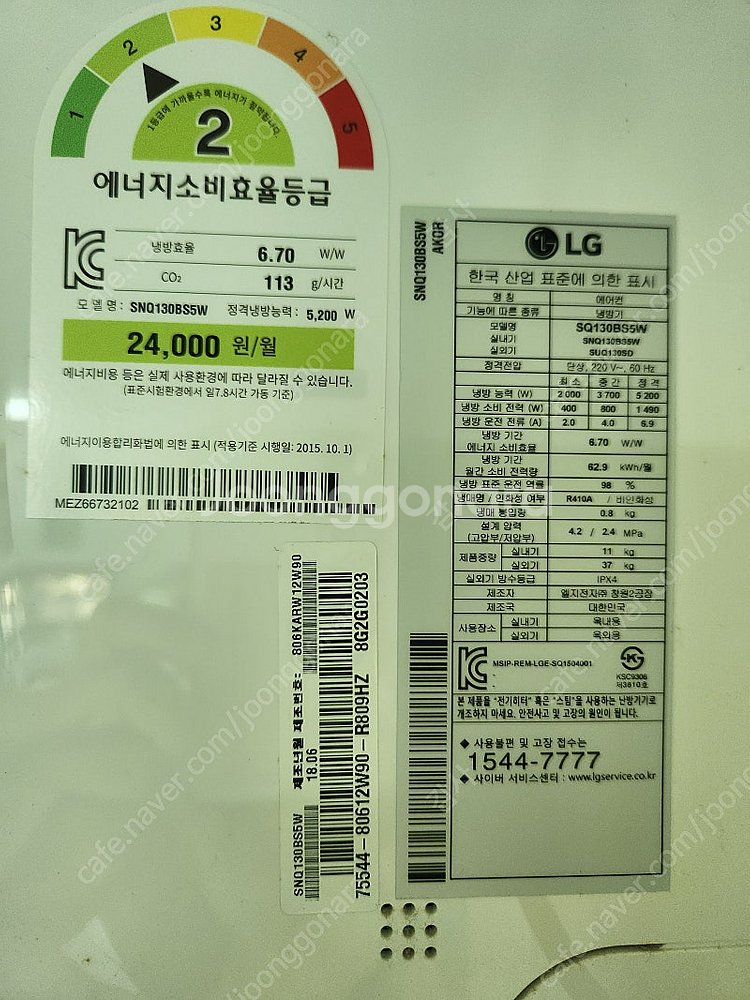 1 2 3 4 5
1등급에 가까울수록 에너지가 절약됩니다.
2
에너지소비효율등급
냉방효율 6.70 W/W
CO₂ 113 g/시간
모델명: SNQ130BS5W 정격냉방능력: 5,200 W
24,000 원/월
에너지비용 등은 실제 사용환경에 따라 달라질 수 있습니다.
(표준시험환경에서 일7.8시간 가동 기준)
에너지이용합리화법에 의한 표시 (적용기준 시행일: 2015. 10. 1)
MEZ66732102
SNQ130BS5W
제조년월 제조번호: 806KARW12W90
18.06
75544-80612W90-R809HZ 8G2G0203
SNQ130BS5W
AKOR
LG
한국 산업 표준에 의한 표시
명 칭 에어컨
기능에 따른 종류 냉방기
모델명 SQ130BS5W
실내기 SNQ130BS5W
실외기 SUQ130SD
정격전압 단상, 220 V~, 60 Hz
최 소 중 간 정 격
냉방 능력 (W) 2 000 3 700 5 200
냉방 소비 전력 (W) 400 800 1 490
냉방 운전 전류 (A) 2.0 4.0 6.9
냉방 기간
에너지 소비효율 6.70 W/W
냉방 기간
월간 소비 전력량 62.9 kWh/월
냉방 표준 운전 역률 98 %
냉매명 / 인화성 여부 R410A / 비인화성
냉매 봉입량 0.8 kg
설계 압력
(고압부/저압부) 4.2 / 2.4 MPa
제품중량 실내기 11 kg
실외기 37 kg
실외기 방수등급 IPX4
제조자 엘지전자㈜ 창원2공장
제조국 대한민국
사용장소 실내기 옥내용
실외기 옥외용
MSIP-REM-LGE-SQ1504001
KSC9306
제3810호
본 제품을 "전기히터" 혹은 "스팀"을 사용하는 난방기기로
개조하지 마세요. 안전사고 및 고장의 원인이 됩니다.
◆ 사용불편 및 고장 접수는
1544-7777
◆ 사이버 서비스센터 : www.lgservice.co.kr
joonggonara
cafe.naver.com/joonggonara